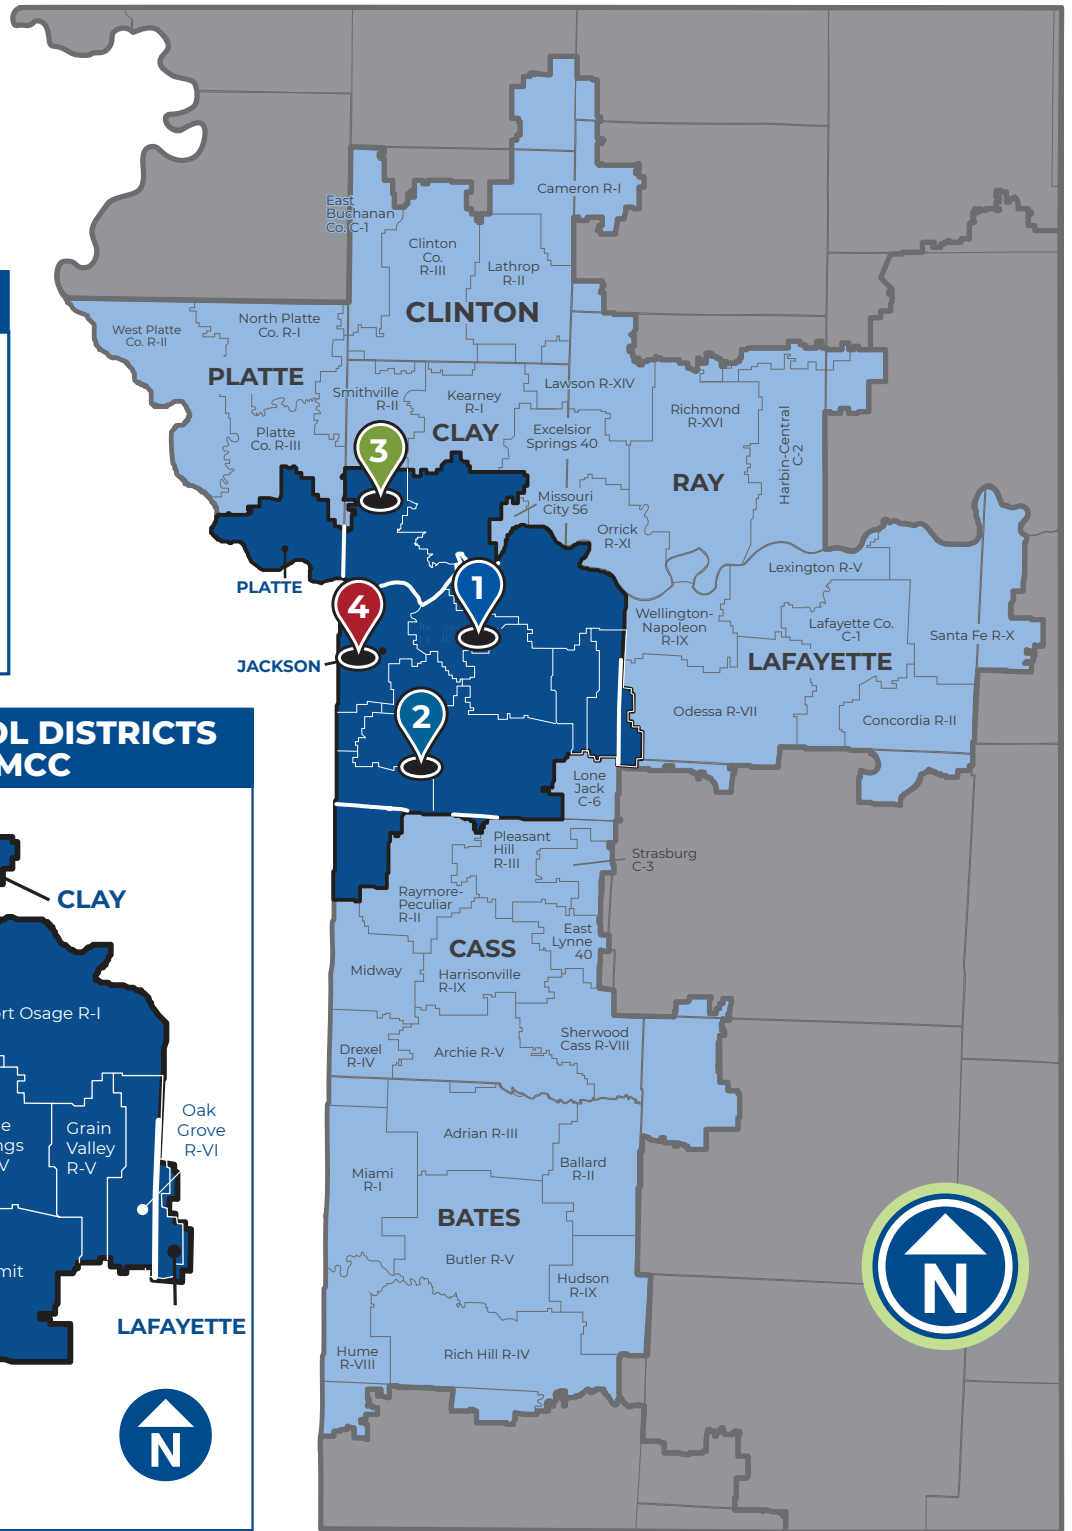 Cameron R-I
East
Buchanan
Co. C-1
Clinton
Co.
R-III
Lathrop
R-II
CLINTON
North Platte
Co. R-I
West Platte
Co. R-II
PLATTE
Smithville
R-II
Kearney
R-I
Lawson R-XIV
Platte
Co. R-III
CLAY
Excelsior
Springs 40
Richmond
R-XVI
Harbin-Central
C-2
RAY
3
Missouri
City 56
Orrick
R-XI
PLATTE
1
4
Lexington R-V
Wellington-
Napoleon
R-IX
Lafayette Co.
C-1
Santa Fe R-X
JACKSON
LAFAYETTE
2
Odessa R-VII
Concordia R-II
OL DISTRICTS
MCC
Lone
Jack
C-6
Pleasant
Hill
R-III
Strasburg
C-3
CLAY
Raymore-
Peculiar
R-II
East
Lynne
40
CASS
Midway
Harrisonville
R-IX
rt Osage R-I
Sherwood
Cass R-VIII
Drexel
R-IV
Archie R-V
Oak
Grove
R-VI
e
ngs
V
Grain
Valley
R-V
Adrian R-III
Miami
R-I
Ballard
R-II
BATES
Butler R-V
mit
Hudson
R-IX
N
LAFAYETTE
Hume
R-VIII
Rich Hill R-IV
N